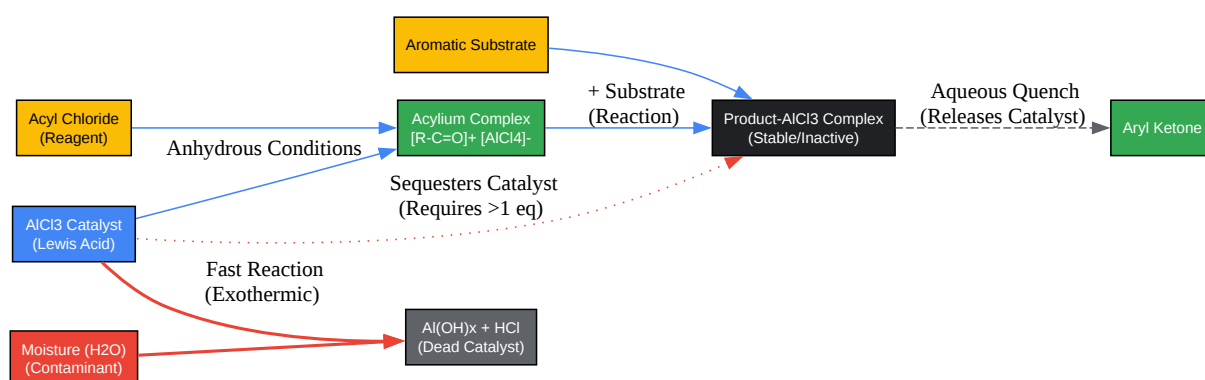 Aromatic Substrate
Acyl Chloride
(Reagent)
Anhydrous Conditions
Acylium Complex
[R-C=O]+ [AlCl4]-
+ Substrate
(Reaction)
Product-AlCl3 Complex
(Stable/Inactive)
Aqueous Quench
(Releases Catalyst)
Aryl Ketone
Sequesters Catalyst
(Requires >1 eq)
AlCl3 Catalyst
(Lewis Acid)
Fast Reaction
(Exothermic)
Moisture (H2O)
(Contaminant)
Al(OH)x + HCl
(Dead Catalyst)